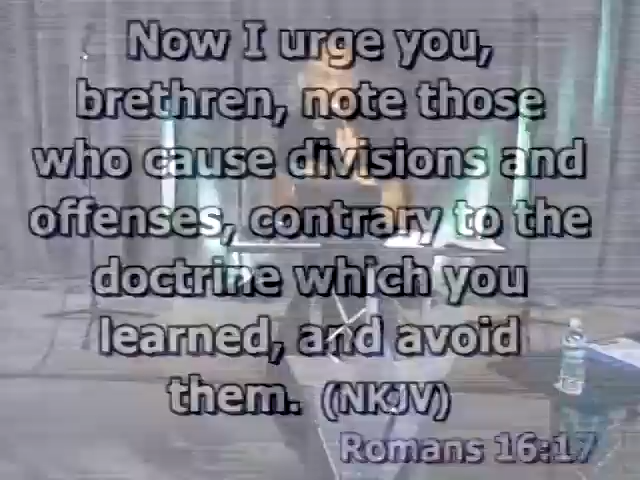 Now I urge you,
brethren, note those
who cause divisions and
offenses, contrary to the
doctrine which you
learned, and avoid
them. (NKJV)
Romans 16:17